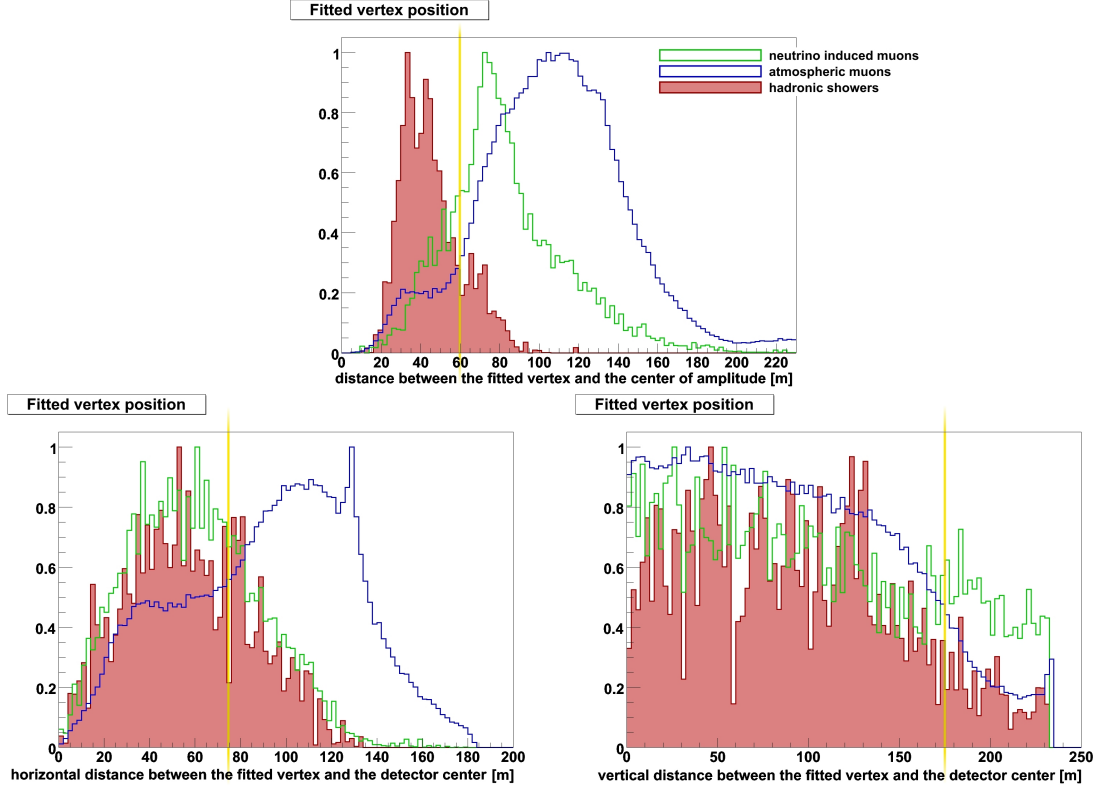 Fitted vertex position
neutrino induced muons
atmospheric muons
hadronic showers
1
0.8
0.6
0.4
0.2
0
0 20 40 60 80 100 120 140 160 180 200 220
distance between the fitted vertex and the center of amplitude [m]
Fitted vertex position
1
0.8
0.6
0.4
0.2
0
0 20 40 60 80 100 120 140 160 180 200
horizontal distance between the fitted vertex and the detector center [m]
Fitted vertex position
1
0.8
0.6
0.4
0.2
0
0 50 100 150 200 250
vertical distance between the fitted vertex and the detector center [m]